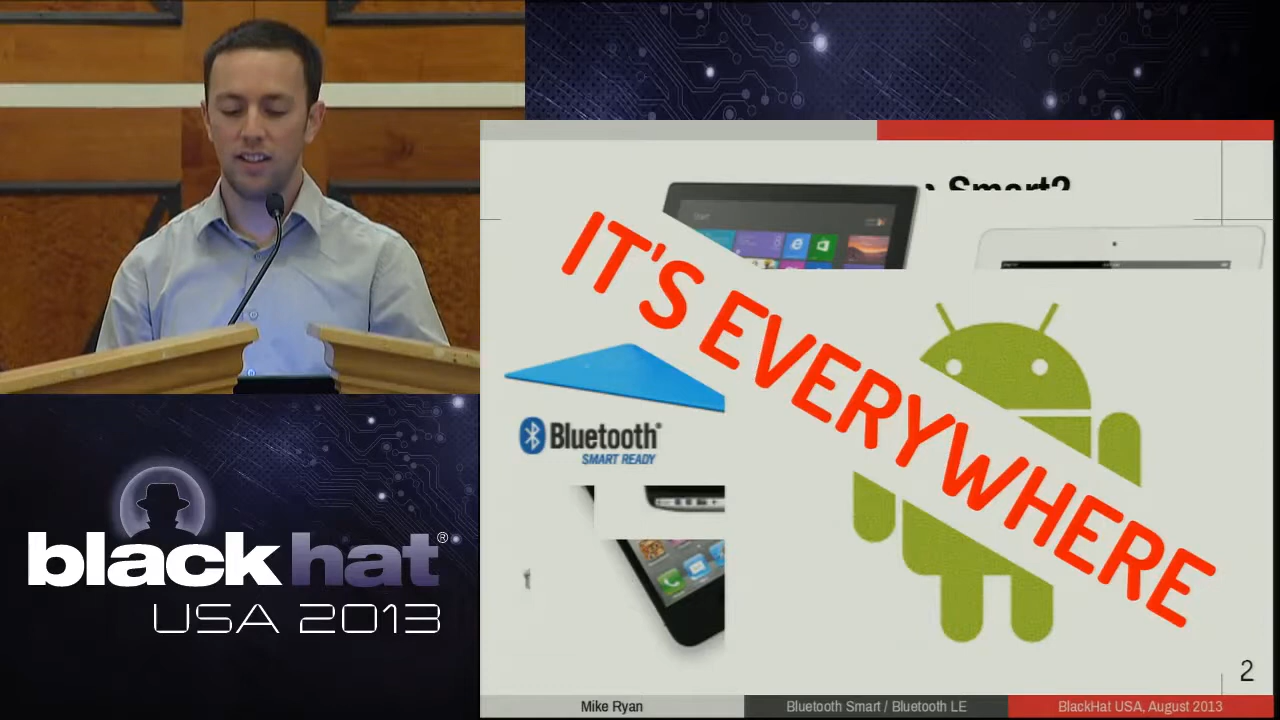 Smart?
Start
IT'S EVERYWHERE
Bluetooth®
SMART READY
black hat®
USA 2013
2
Mike Ryan
Bluetooth Smart / Bluetooth LE
BlackHat USA, August 2013